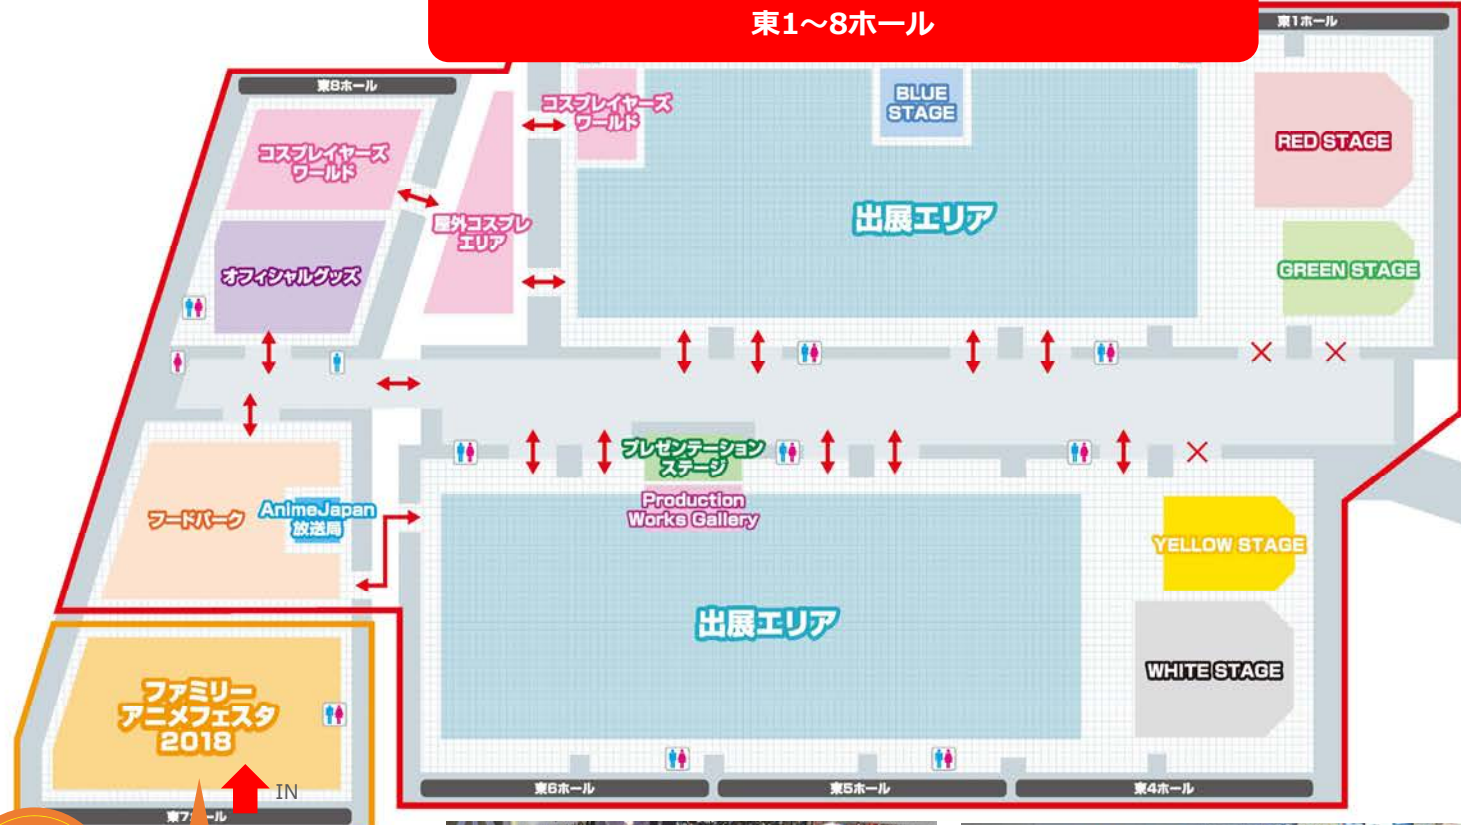 東1～8ホール
東1ホール
東8ホール
コスプレイヤーズ
ワールド
BLUE
STAGE
RED STAGE
コスプレイヤーズ
ワールド
屋外コスプレ
エリア
出展エリア
オフィシャルグッズ
GREEN STAGE
プレゼンテーション
ステージ
Production
Works Gallery
フードパーク
AnimeJapan
放送局
YELLOW STAGE
出展エリア
WHITE STAGE
ファミリー
アニメフェスタ
2018
IN
東6ホール
東5ホール
東4ホール
東7ホール